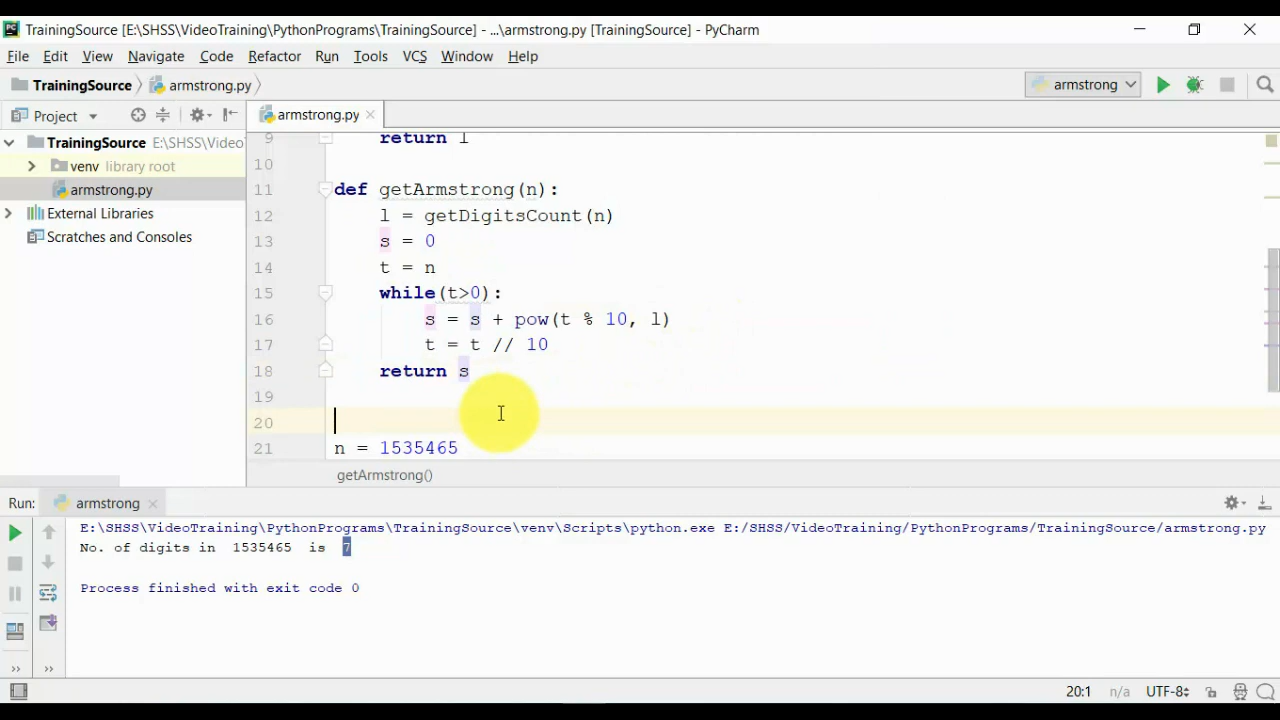 TrainingSource [E:\SHSS\VideoTraining\PythonPrograms\TrainingSource] - ...\armstrong.py [TrainingSource] - PyCharm
File Edit View Navigate Code Refactor Run Tools VCS Window Help
TrainingSource armstrong.py armstrong
Project armstrong.py
TrainingSource E:\SHSS\Video
venv library root
armstrong.py
External Libraries
Scratches and Consoles
9 return l
10
11 def getArmstrong(n):
12 l = getDigitsCount(n)
13 s = 0
14 t = n
15 while(t>0):
16 s = s + pow(t % 10, l)
17 t = t // 10
18 return s
19
20
21 n = 1535465
getArmstrong()
Run: armstrong
E:\SHSS\VideoTraining\PythonPrograms\TrainingSource\venv\Scripts\python.exe E:/SHSS/VideoTraining/PythonPrograms/TrainingSource/armstrong.py
No. of digits in 1535465 is 7
Process finished with exit code 0
20:1 n/a UTF-8